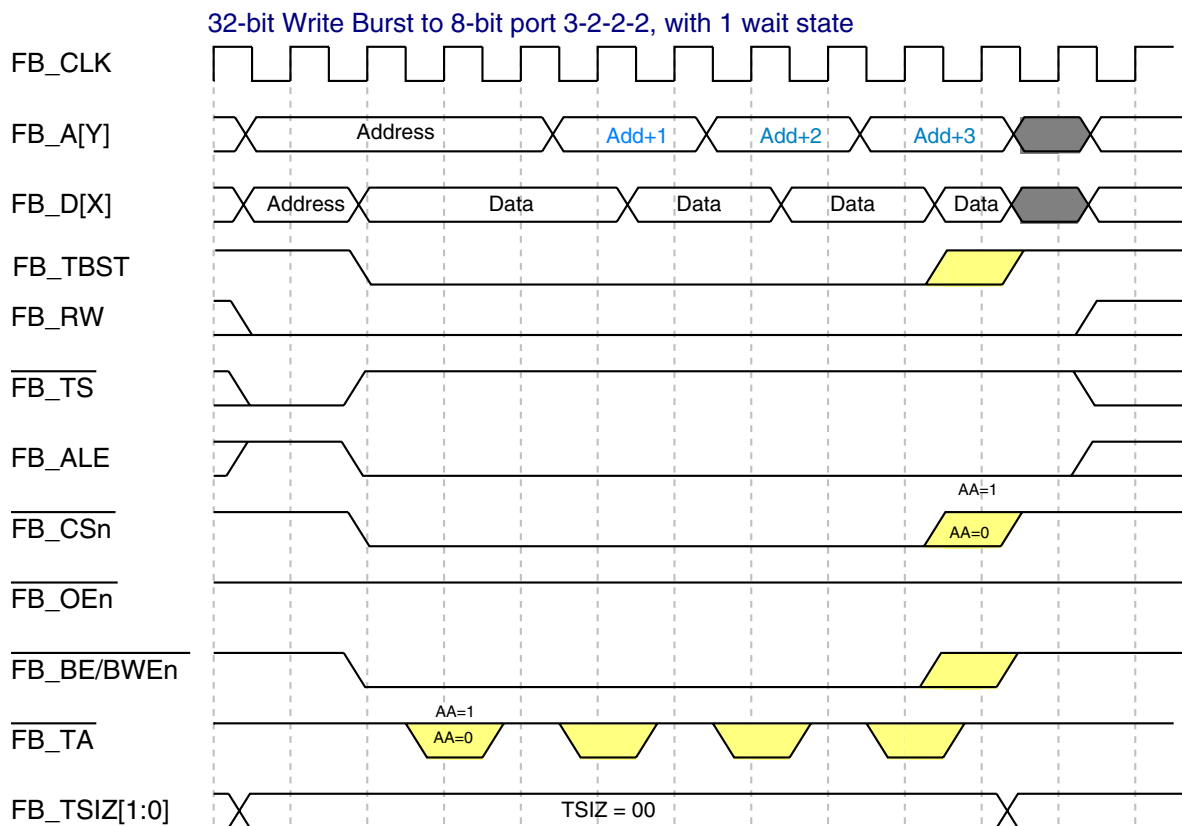 32-bit Write Burst to 8-bit port 3-2-2-2, with 1 wait state
FB_CLK
FB_A[Y] Address Add+1 Add+2 Add+3
FB_D[X] Address Data Data Data Data
FB_TBST
FB_RW
FB_TS
FB_ALE
AA=1
FB_CSn AA=0
FB_OEn
FB_BE/BWEn
AA=1
FB_TA AA=0
FB_TSIZ[1:0] TSIZ = 00